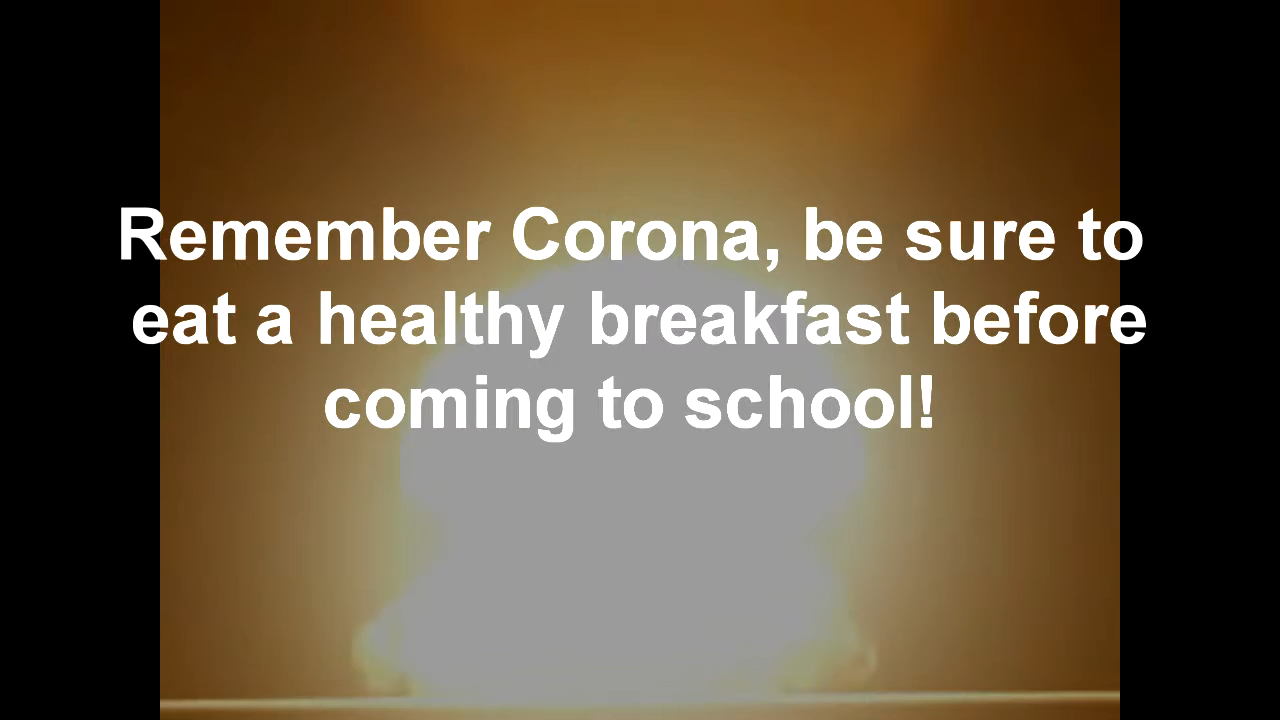 Remember Corona, be sure to
eat a healthy breakfast before
coming to school!